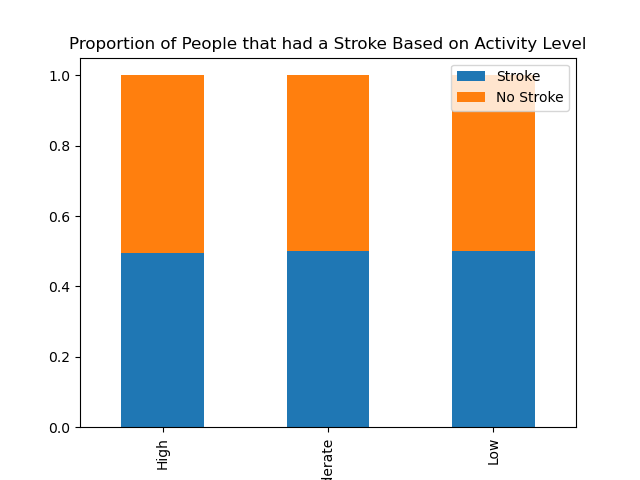 Proportion of People that had a Stroke Based on Activity Level
Stroke
No Stroke
1.0
0.8
0.6
0.4
0.2
0.0
High
derate
Low